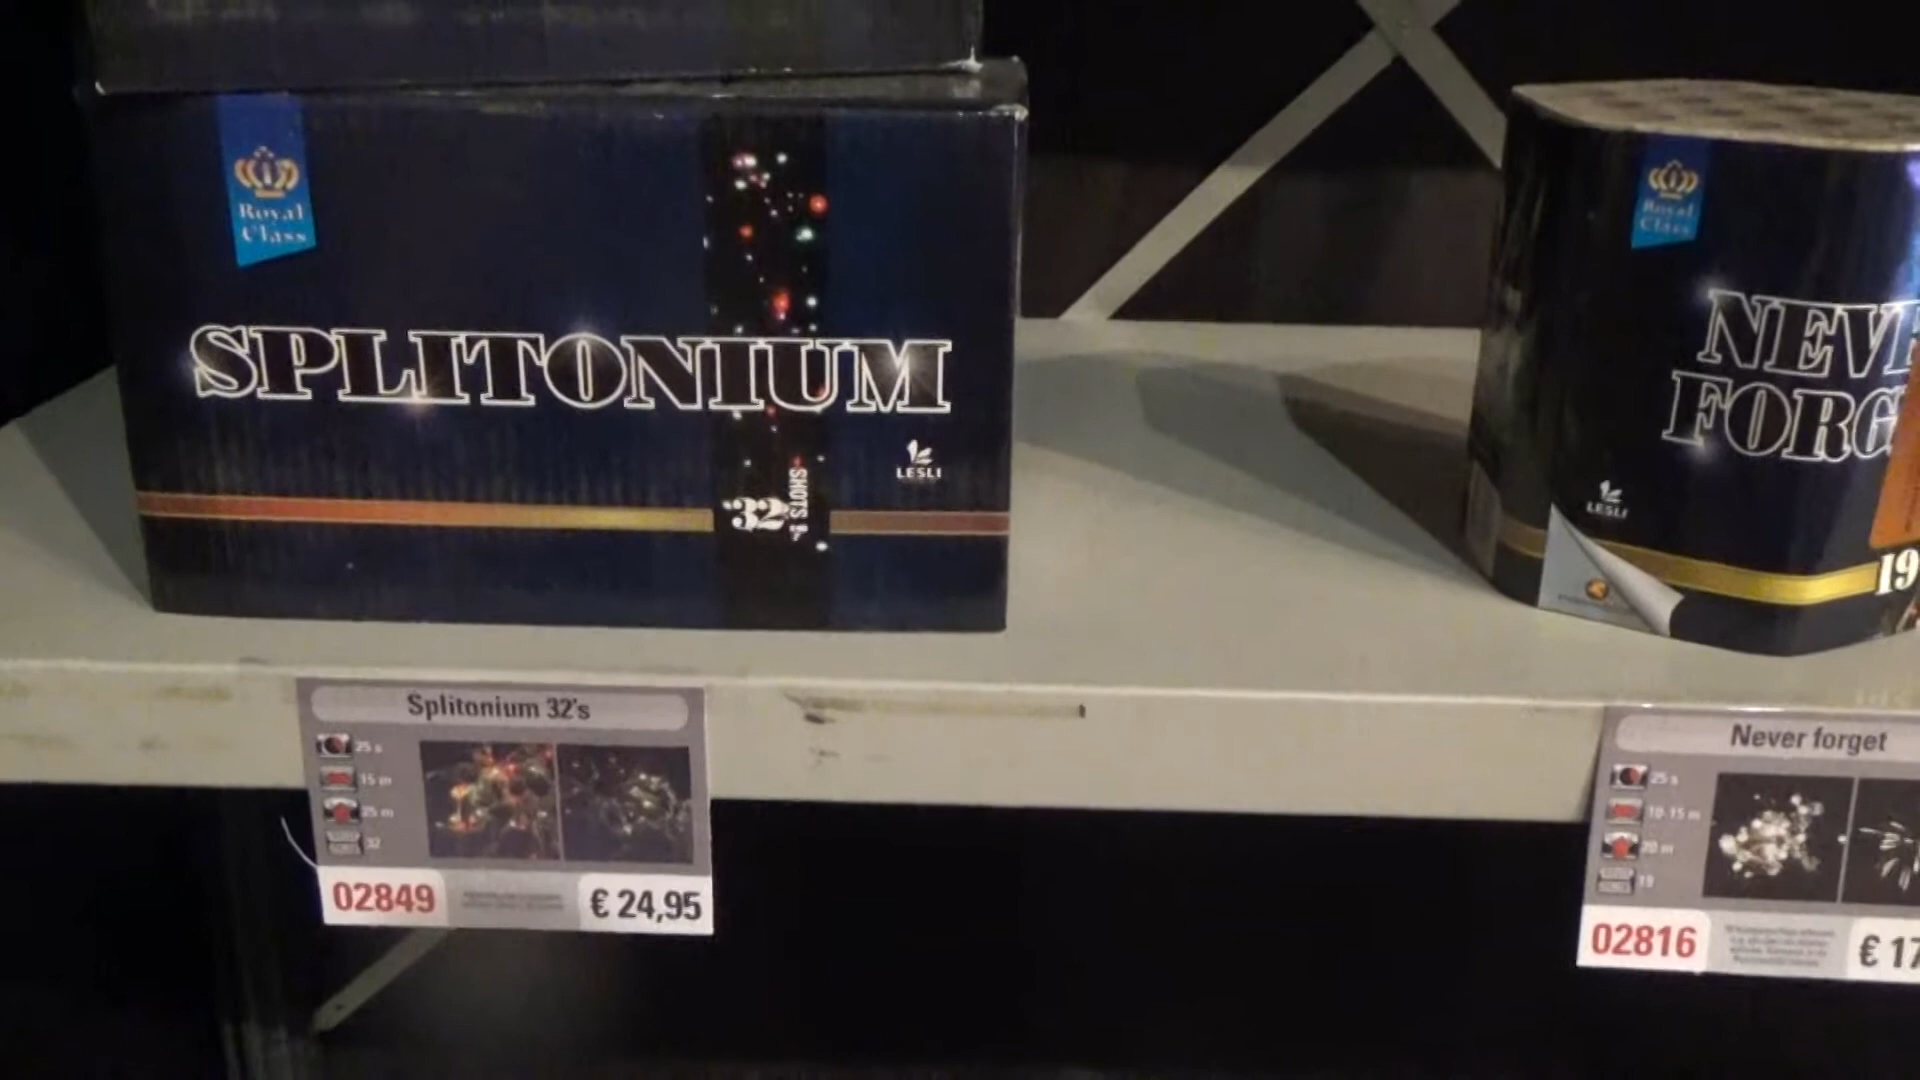 Royal
Class
SPLITONIUM
LESLI
32
SHOTS
Royal
Class
NEVE
FORG
LESLI
19
Splitonium 32's
25 s
15 m
25 m
32
02849
€ 24,95
Never forget
25 s
10-15 m
20 m
19
02816
€ 17